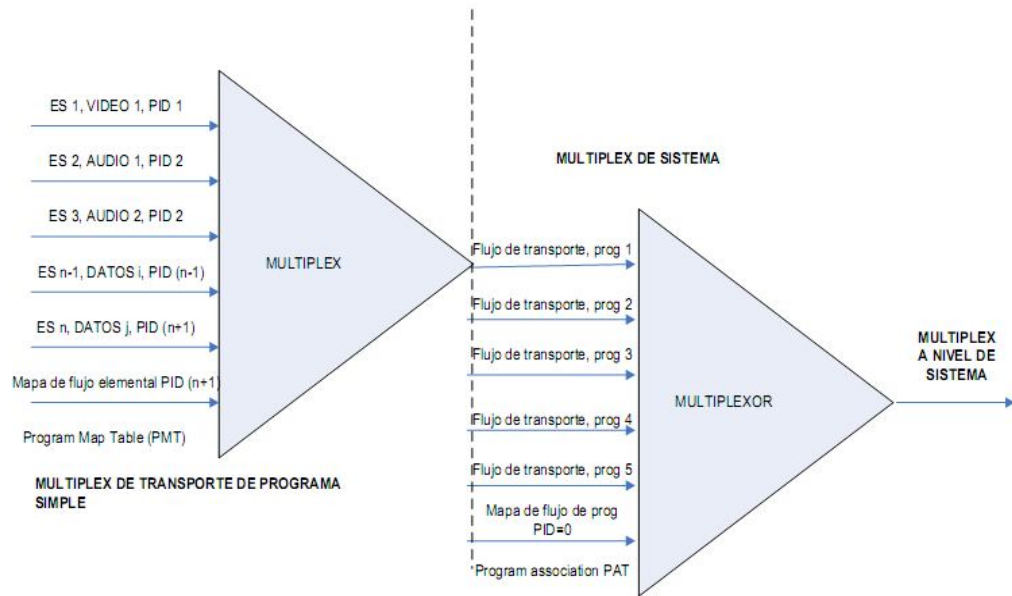 ES 1, VIDEO 1, PID 1
ES 2, AUDIO 1, PID 2
ES 3, AUDIO 2, PID 2
ES n-1, DATOS i, PID (n-1)
ES n, DATOS j, PID (n+1)
Mapa de flujo elemental PID (n+1)
Program Map Table (PMT)
MULTIPLEX DE TRANSPORTE DE PROGRAMA
SIMPLE
MULTIPLEX
MULTIPLEX DE SISTEMA
Flujo de transporte, prog 1
Flujo de transporte, prog 2
Flujo de transporte, prog 3
Flujo de transporte, prog 4
Flujo de transporte, prog 5
Mapa de flujo de prog
PID=0
Program association PAT
MULTIPLEXOR
MULTIPLEX
A NIVEL DE
SISTEMA